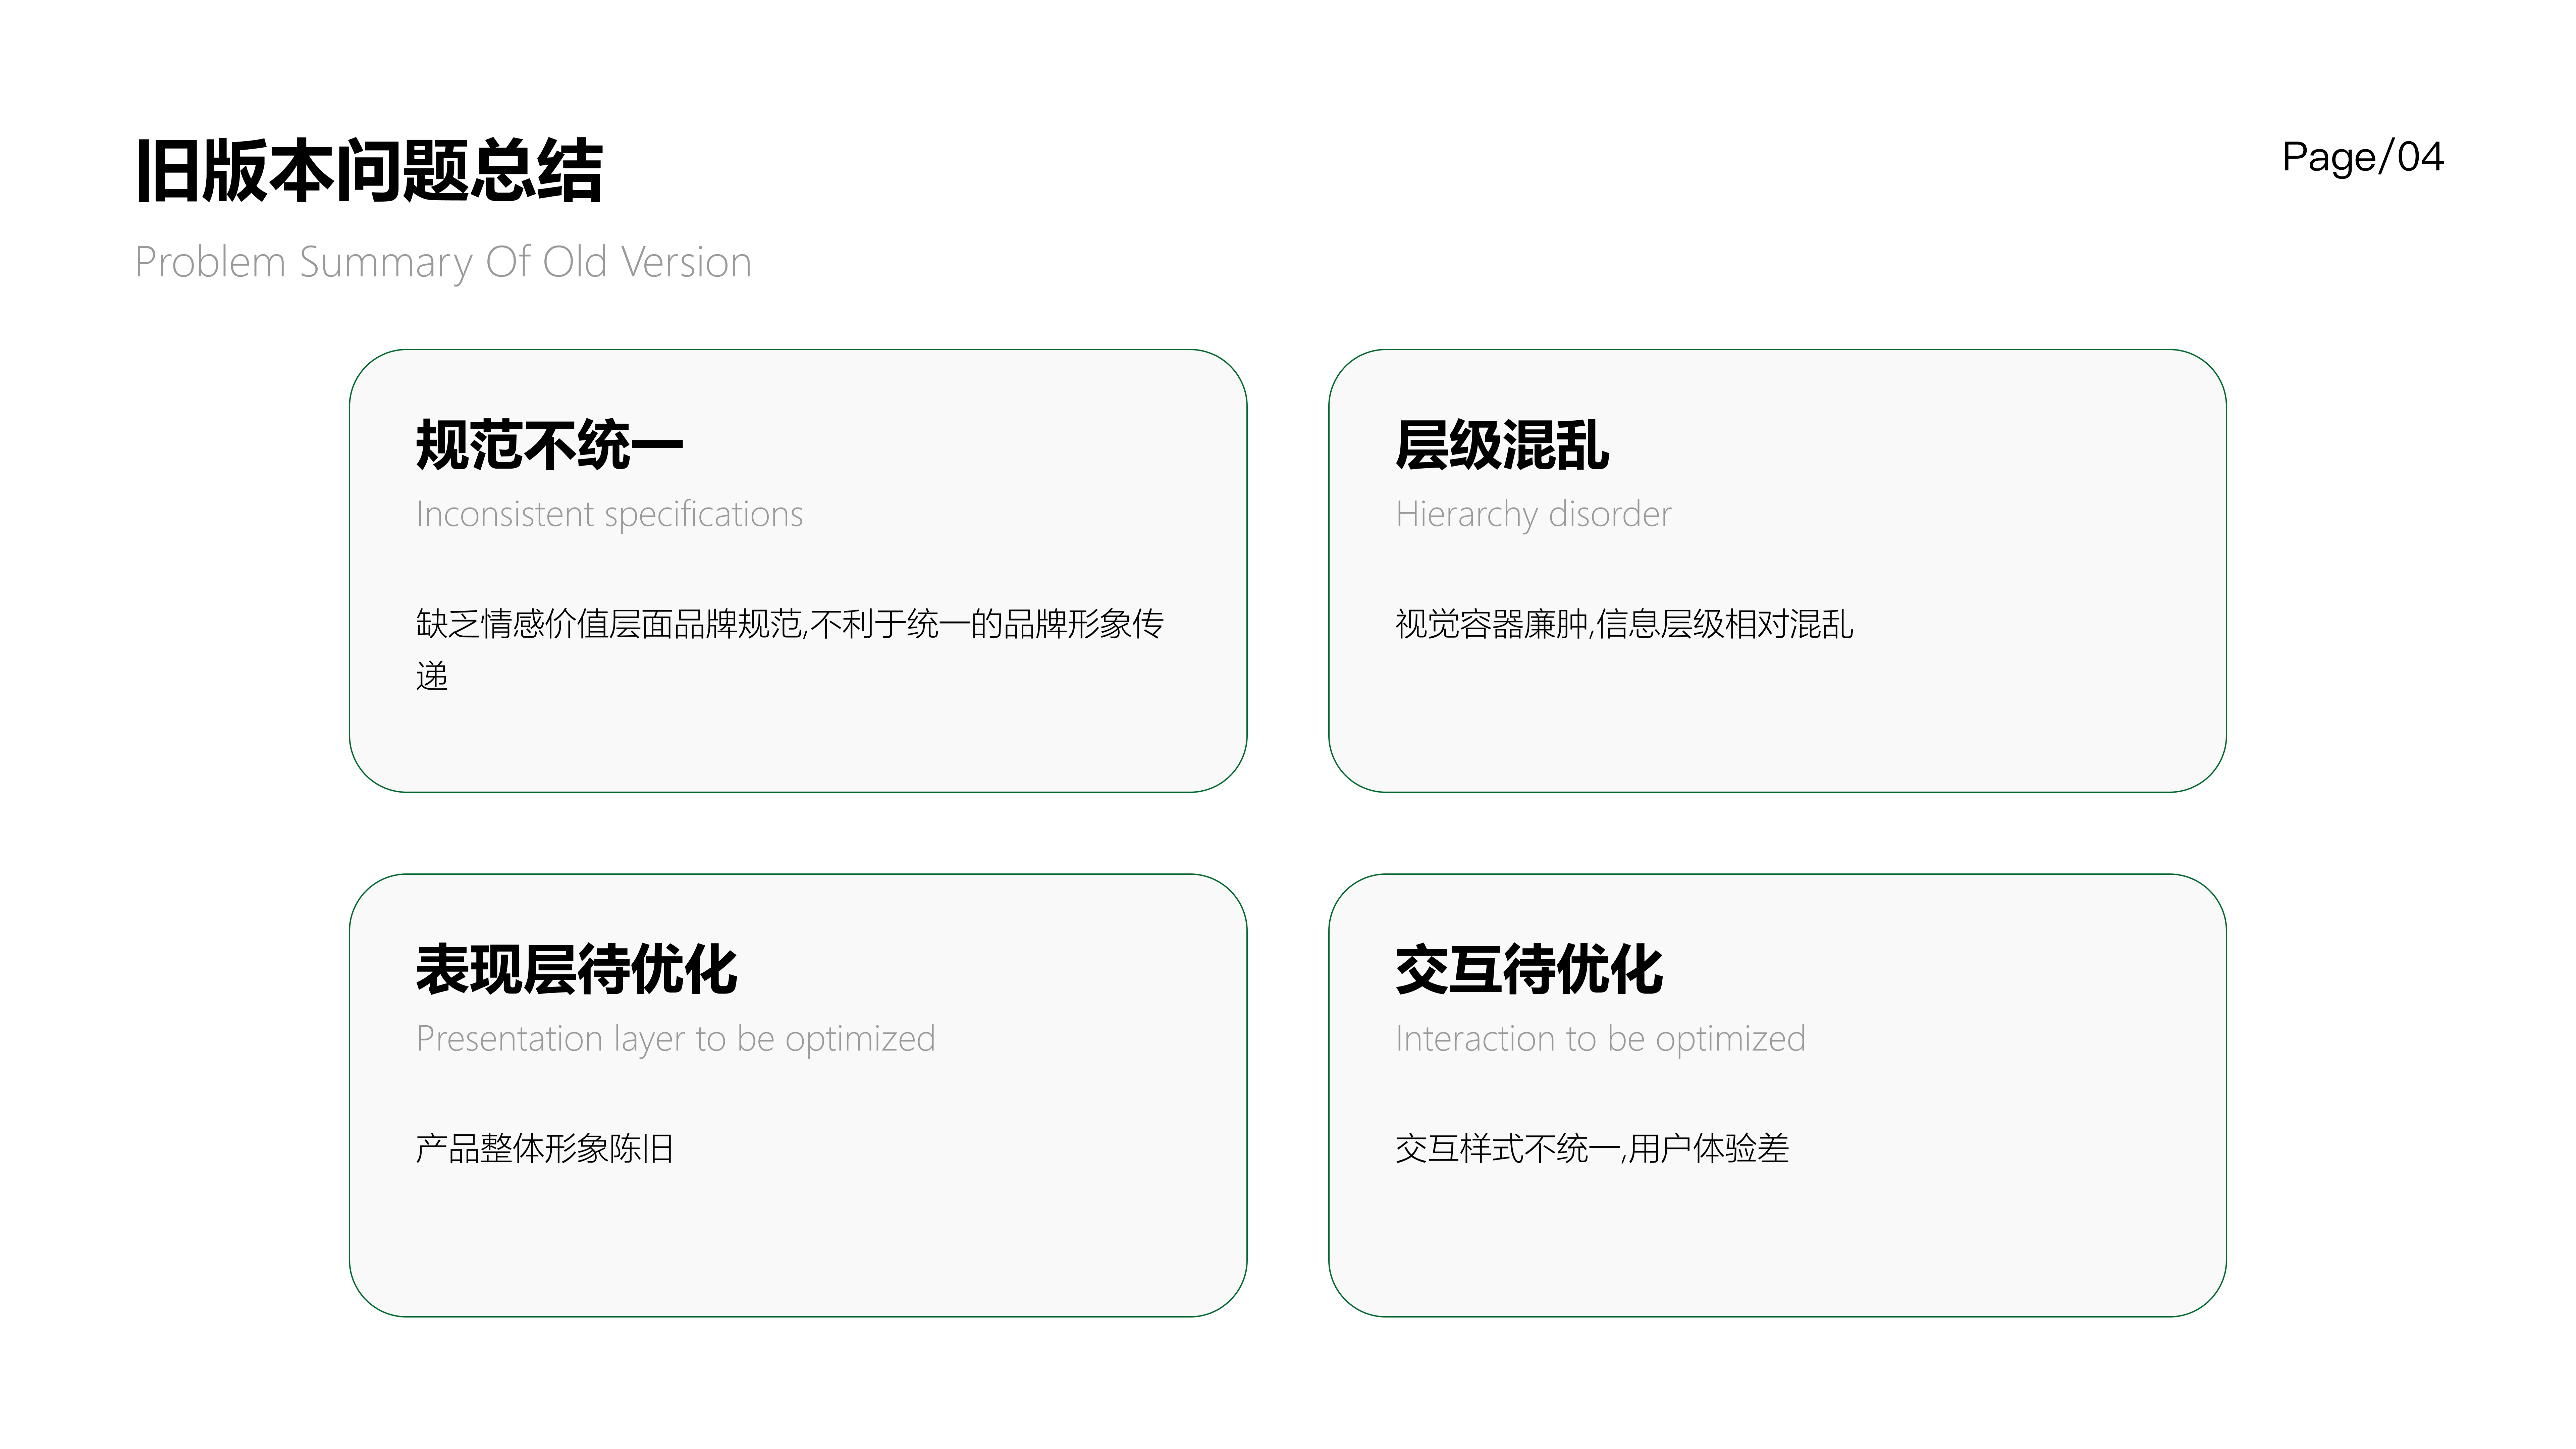 旧版本问题总结
Page/04
Problem Summary Of Old Version
规范不统一
Inconsistent specifications
缺乏情感价值层面品牌规范,不利于统一的品牌形象传
递
层级混乱
Hierarchy disorder
视觉容器廉肿,信息层级相对混乱
表现层待优化
Presentation layer to be optimized
产品整体形象陈旧
交互待优化
Interaction to be optimized
交互样式不统一,用户体验差